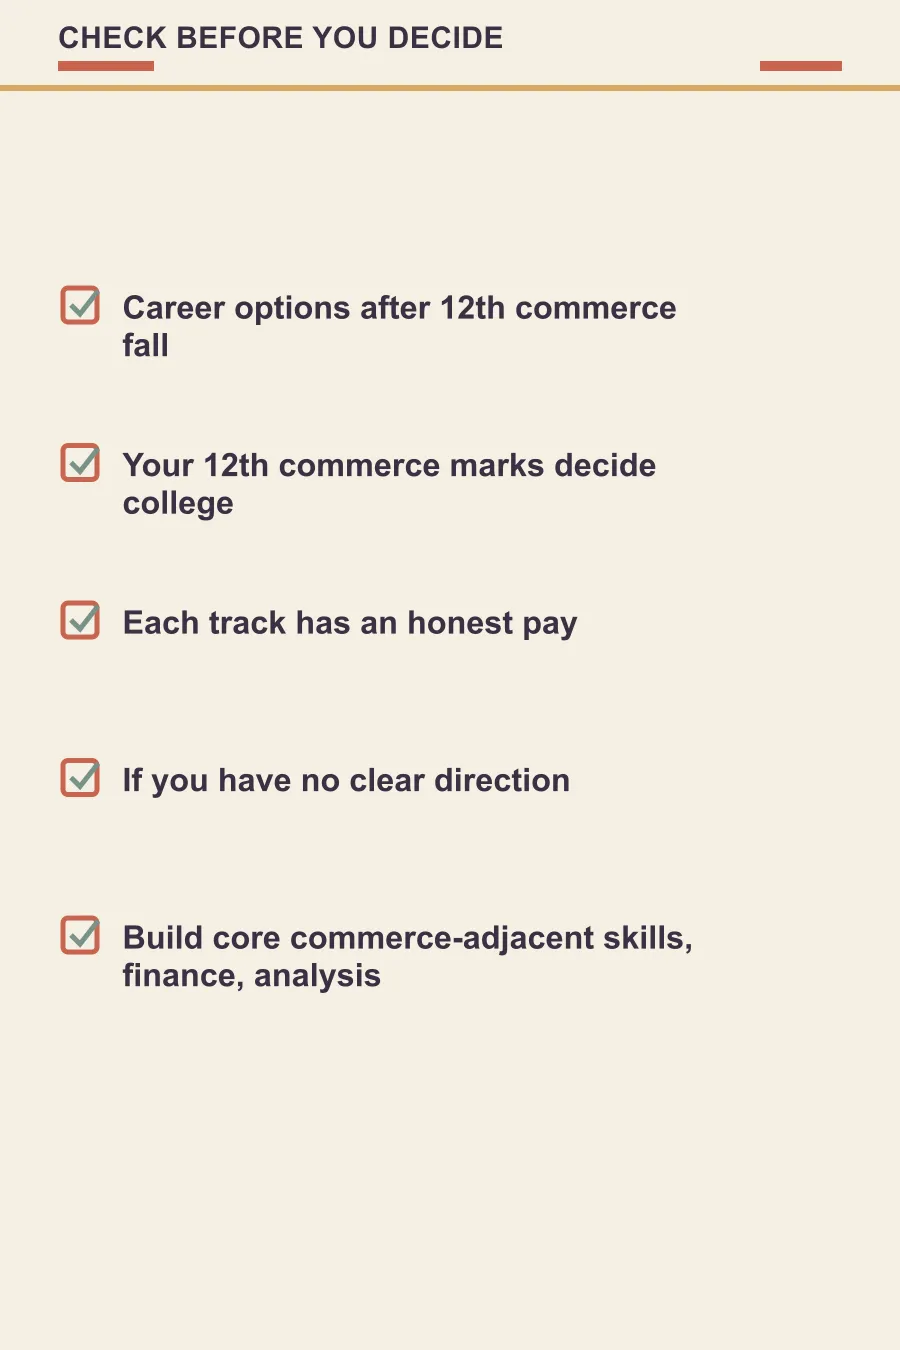 CHECK BEFORE YOU DECIDE
Career options after 12th commerce
fall
Your 12th commerce marks decide
college
Each track has an honest pay
If you have no clear direction
Build core commerce-adjacent skills,
finance, analysis